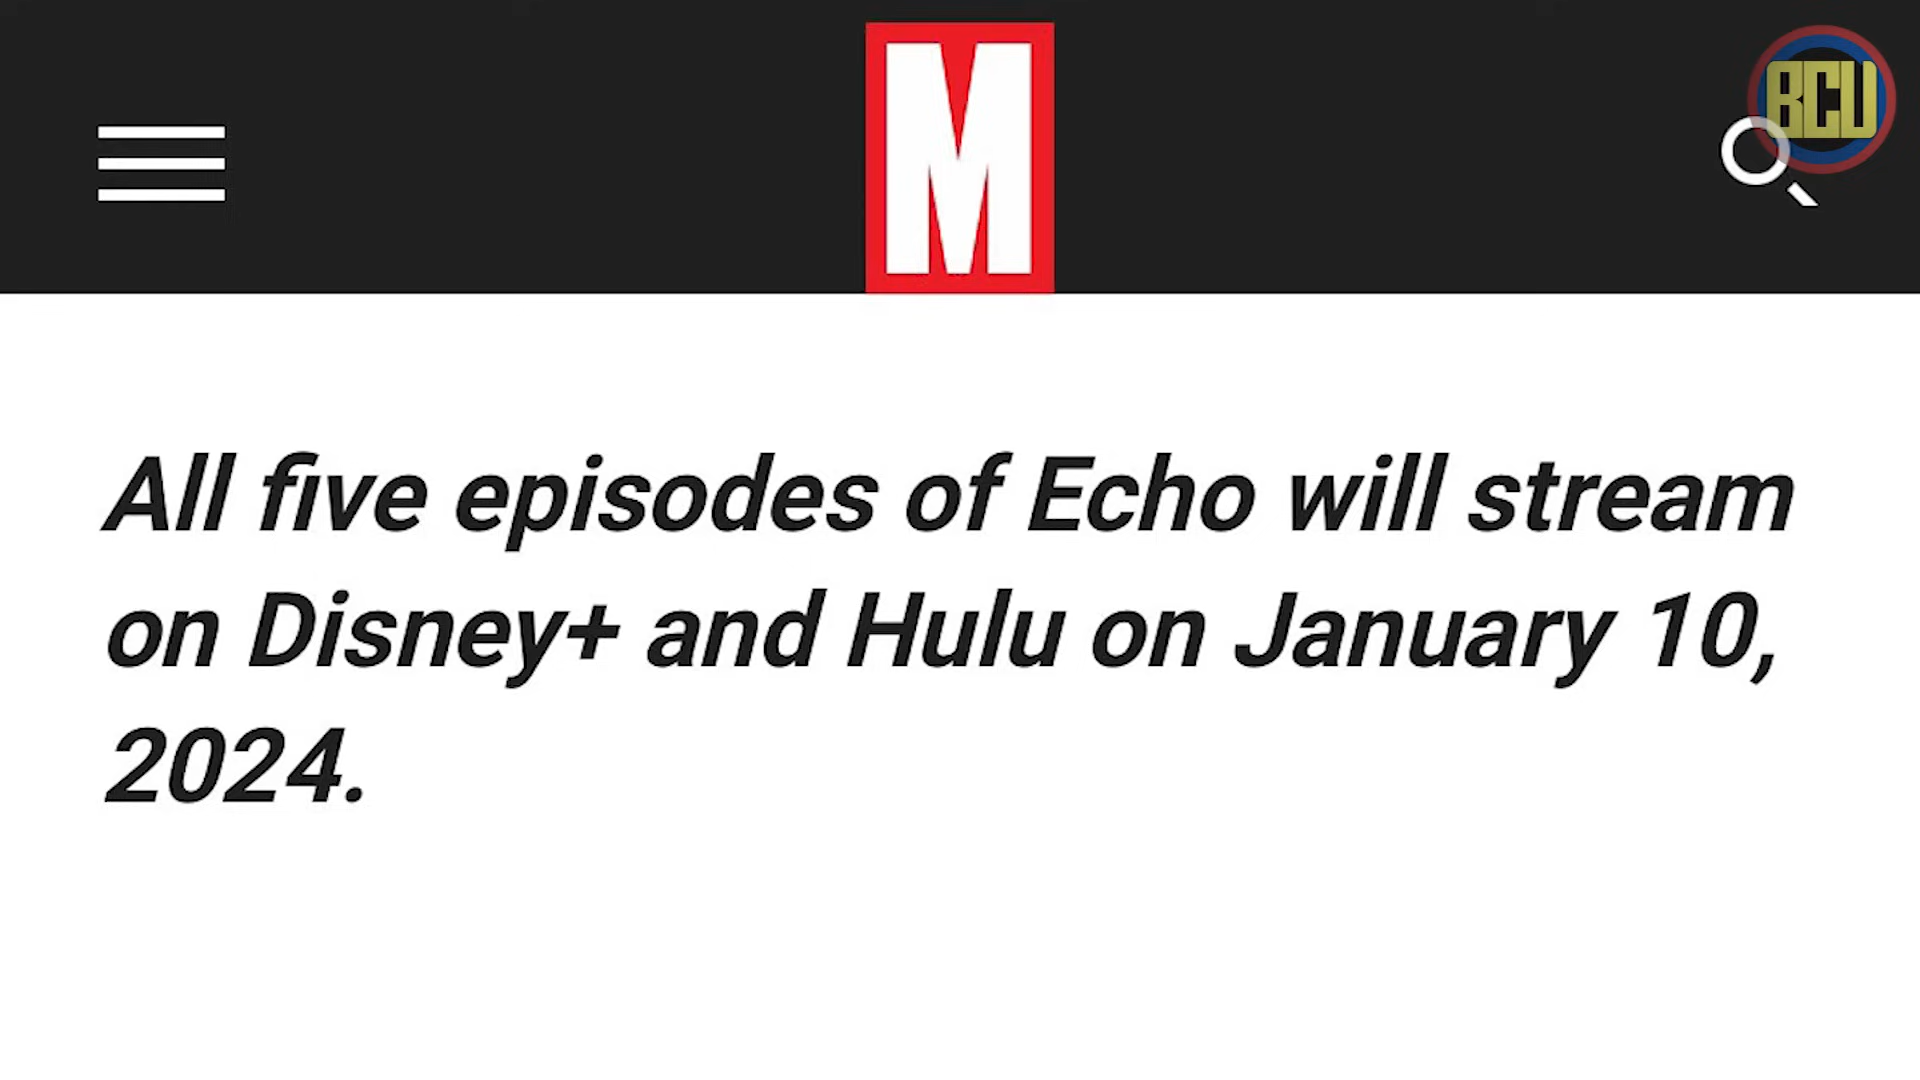 M
BCU
All five episodes of Echo will stream
on Disney+ and Hulu on January 10,
2024.